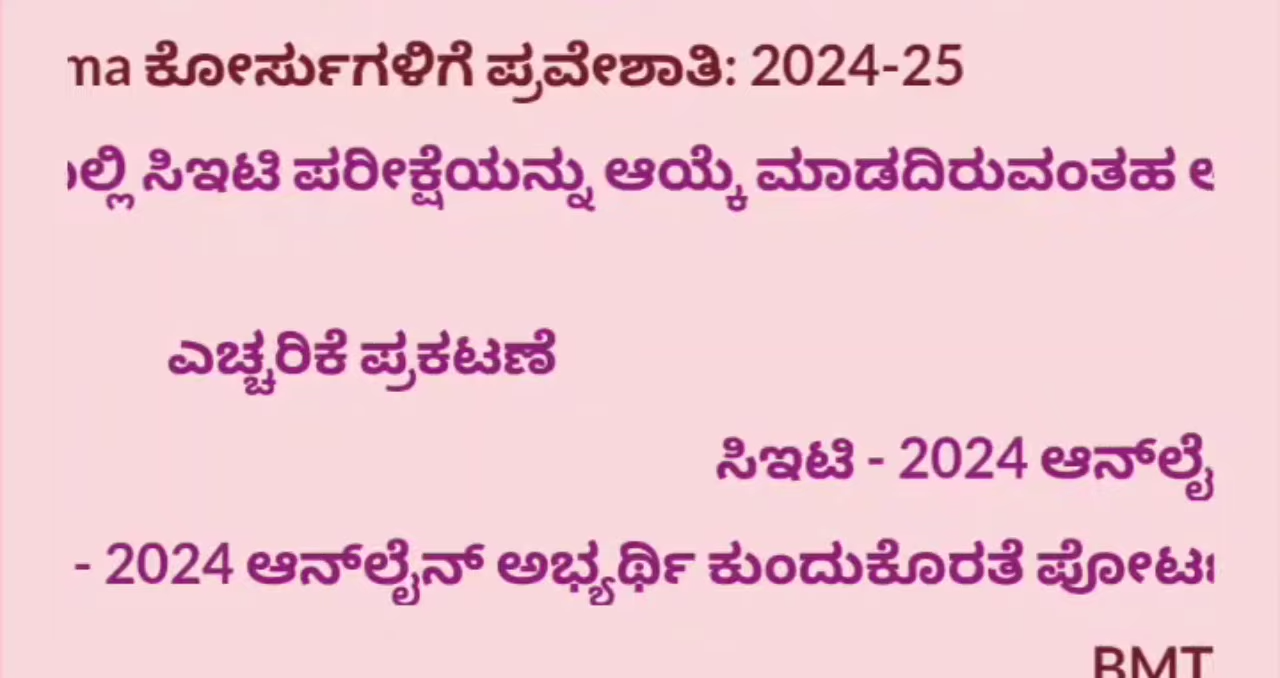 ma ಕೋರ್ಸುಗಳಿಗೆ ಪ್ರವೇಶಾತಿ: 2024-25
ಸಿಇಟಿ ಪರೀಕ್ಷೆಯನ್ನು ಆಯ್ಕೆ ಮಾಡದಿರುವಂತಹ
ಎಚ್ಚರಿಕೆ ಪ್ರಕಟಣೆ
ಸಿಇಟಿ - 2024 ಆನ್‌ಲೈ
- 2024 ಆನ್‌ಲೈನ್ ಅಭ್ಯರ್ಥಿ ಕುಂದುಕೊರತೆ ಪೋರ್ಟ
BMT